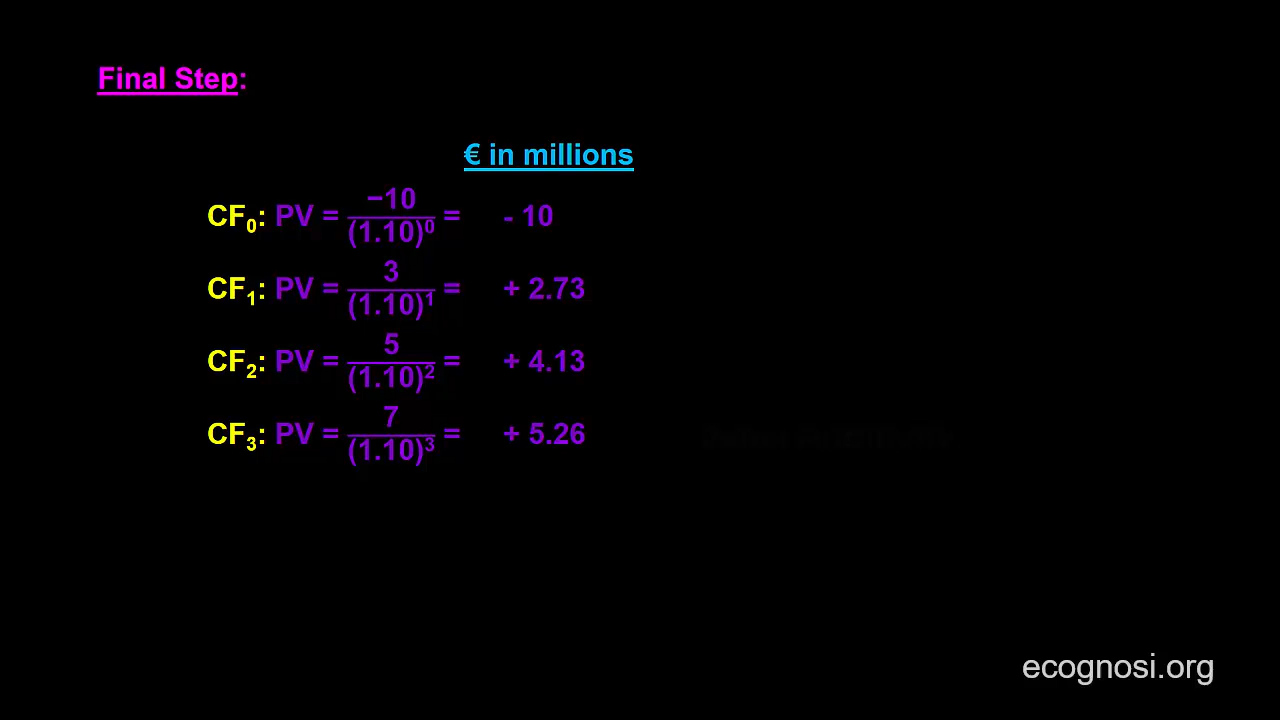 Final Step:
€ in millions
CF₀: PV = −10/(1.10)⁰ = - 10
CF₁: PV = 3/(1.10)¹ = + 2.73
CF₂: PV = 5/(1.10)² = + 4.13
CF₃: PV = 7/(1.10)³ = + 5.26
ecognosi.org